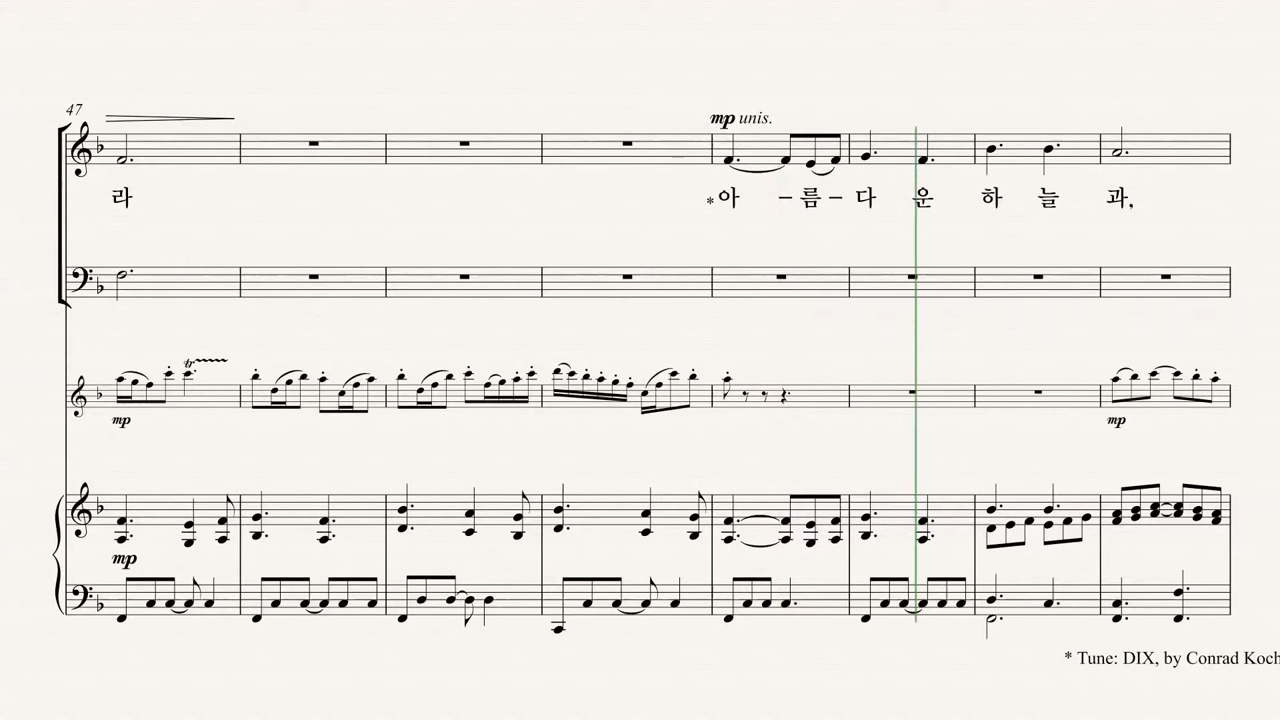 47
mp unis.
라 *아 – 름 – 다 운 하 늘 과,
tr
mp mp
mp
* Tune: DIX, by Conrad Koch